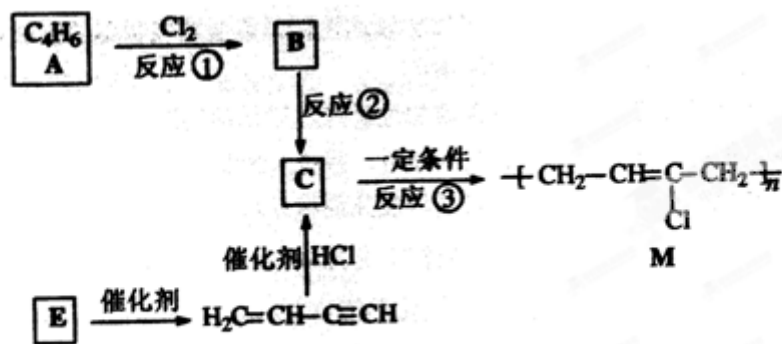 C₄H₆
A
Cl₂
反应①
B
反应②
C
一定条件
反应③
-[CH₂-CH=C-CH₂-]n
Cl
M
催化剂
HCl
E
催化剂
H₂C=CH-C≡CH